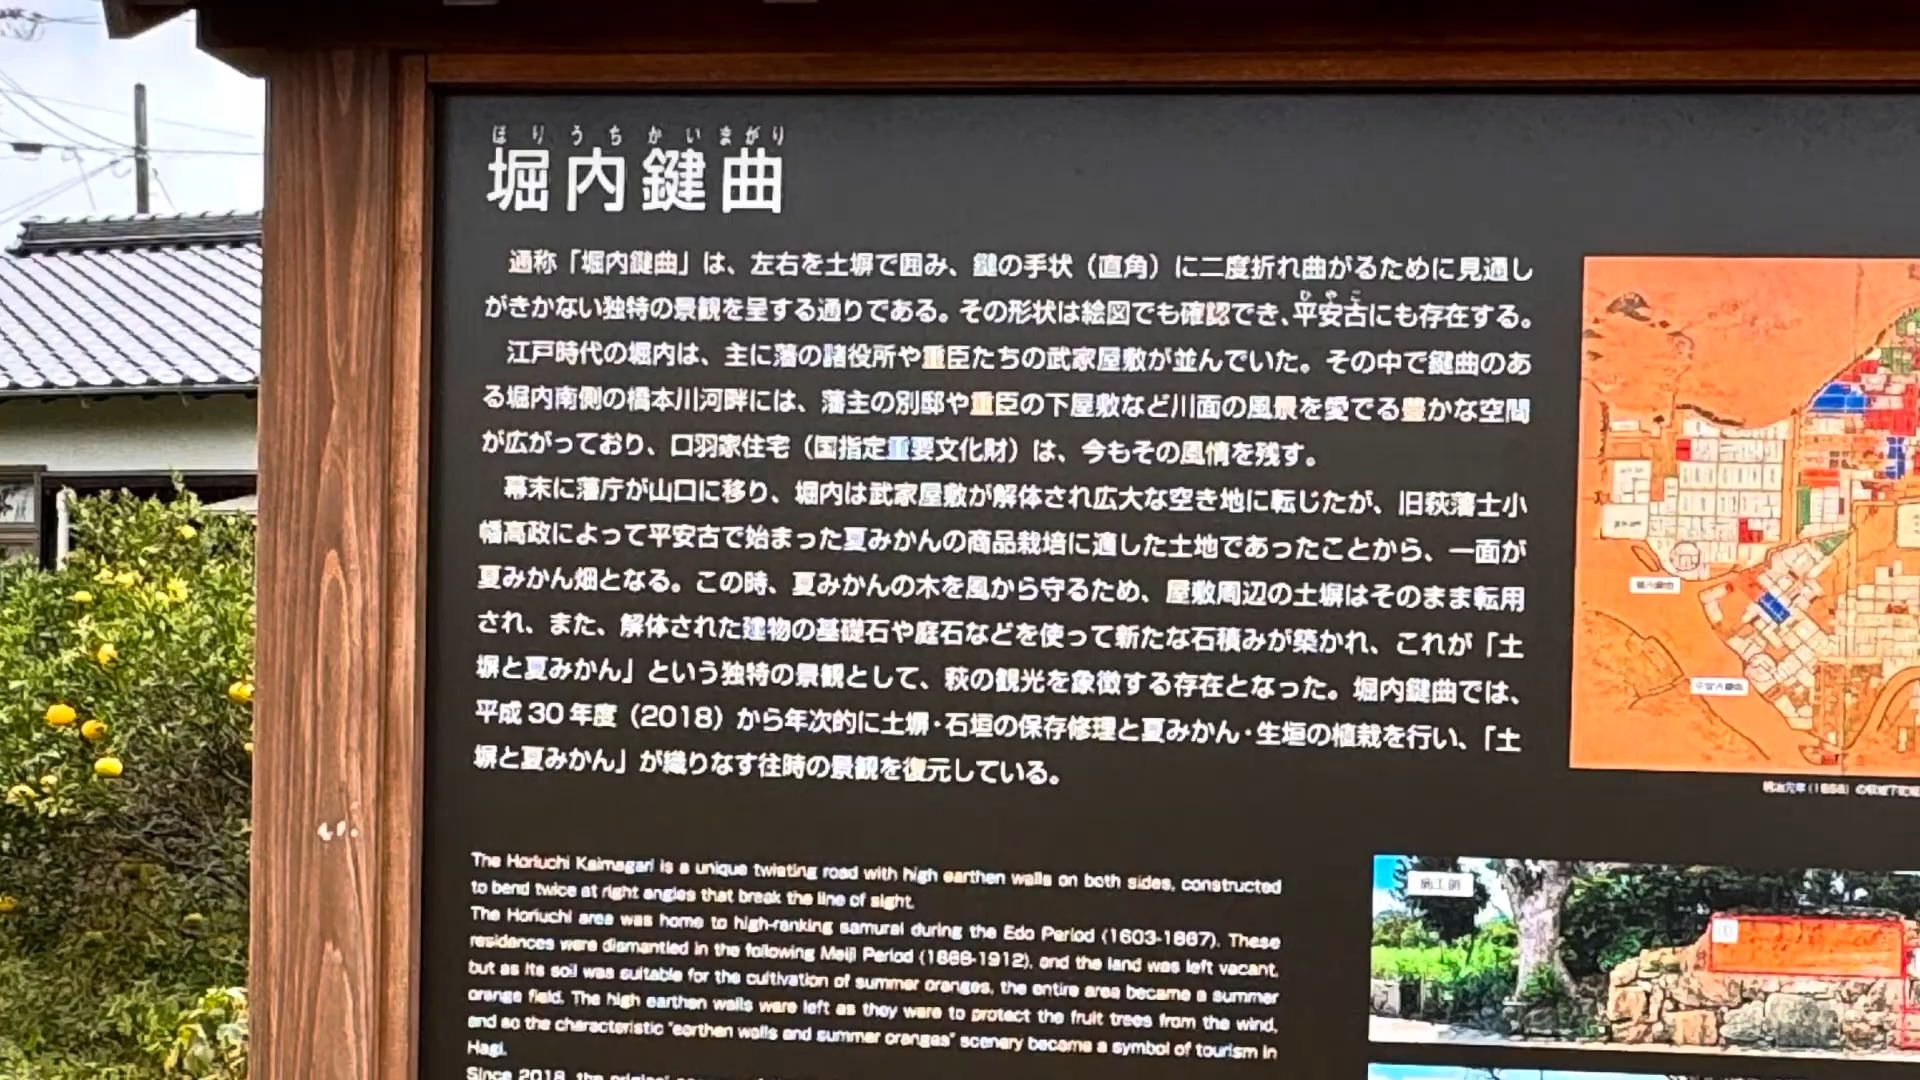 ほりうちかいまがり
堀内鍵曲
通称「堀内鍵曲」は、左右を土塀で囲み、鍵の手状（直角）に二度折れ曲がるために見通し
がきかない独特の景観を呈する通りである。その形状は絵図でも確認でき、平安古にも存在する。
ひやこ
江戸時代の堀内は、主に藩の諸役所や重臣たちの武家屋敷が並んでいた。その中で鍵曲のあ
る堀内南側の橋本川河畔には、藩主の別邸や重臣の下屋敷など川面の風景を愛でる豊かな空間
が広がっており、口羽家住宅（国指定重要文化財）は、今もその風情を残す。
幕末に藩庁が山口に移り、堀内は武家屋敷が解体され広大な空き地に転じたが、旧萩藩士小
幡高政によって平安古で始まった夏みかんの商品栽培に適した土地であったことから、一面が
夏みかん畑となる。この時、夏みかんの木を風から守るため、屋敷周辺の土塀はそのまま転用
され、また、解体された建物の基礎石や庭石などを使って新たな石積みが築かれ、これが「土
塀と夏みかん」という独特の景観として、萩の観光を象徴する存在となった。堀内鍵曲では、
平成30年度（2018）から年次的に土塀・石垣の保存修理と夏みかん・生垣の植栽を行い、「土
塀と夏みかん」が織りなす往時の景観を復元している。
The Horiuchi Kaimagari is a unique twisting road with high earthen walls on both sides, constructed
to bend twice at right angles that break the line of sight.
The Horiuchi area was home to high-ranking samurai during the Edo Period (1603-1867). These
residences were dismantled in the following Meiji Period (1868-1912), and the land was left vacant,
but as its soil was suitable for the cultivation of summer oranges, the entire area became a summer
orange field. The high earthen walls were left as they were to protect the fruit trees from the wind,
and so the characteristic "earthen walls and summer oranges" scenery became a symbol of tourism in
Hagi.
Since 2018, the original
明治元年（1868）の萩城下町
施工前
①